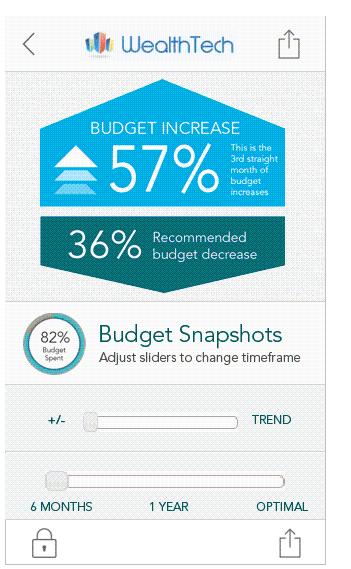 WealthTech
BUDGET INCREASE
57%
This is the
3rd straight
month of
budget
increases
36%
Recommended
budget decrease
82%
Budget
Spent
Budget Snapshots
Adjust sliders to change timeframe
+/-
TREND
6 MONTHS
1 YEAR
OPTIMAL